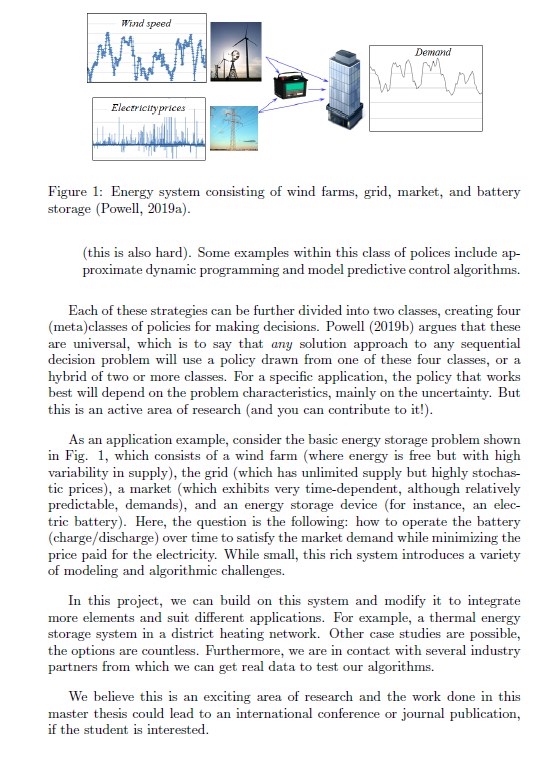 Wind speed
Demand
Electricity prices
Figure 1: Energy system consisting of wind farms, grid, market, and battery
storage (Powell, 2019a).
(this is also hard). Some examples within this class of polices include ap-
proximate dynamic programming and model predictive control algorithms.
Each of these strategies can be further divided into two classes, creating four
(meta)classes of policies for making decisions. Powell (2019b) argues that these
are universal, which is to say that any solution approach to any sequential
decision problem will use a policy drawn from one of these four classes, or a
hybrid of two or more classes. For a specific application, the policy that works
best will depend on the problem characteristics, mainly on the uncertainty. But
this is an active area of research (and you can contribute to it!).
As an application example, consider the basic energy storage problem shown
in Fig. 1, which consists of a wind farm (where energy is free but with high
variability in supply), the grid (which has unlimited supply but highly stochas-
tic prices), a market (which exhibits very time-dependent, although relatively
predictable, demands), and an energy storage device (for instance, an elec-
tric battery). Here, the question is the following: how to operate the battery
(charge/discharge) over time to satisfy the market demand while minimizing the
price paid for the electricity. While small, this rich system introduces a variety
of modeling and algorithmic challenges.
In this project, we can build on this system and modify it to integrate
more elements and suit different applications. For example, a thermal energy
storage system in a district heating network. Other case studies are possible,
the options are countless. Furthermore, we are in contact with several industry
partners from which we can get real data to test our algorithms.
We believe this is an exciting area of research and the work done in this
master thesis could lead to an international conference or journal publication,
if the student is interested.